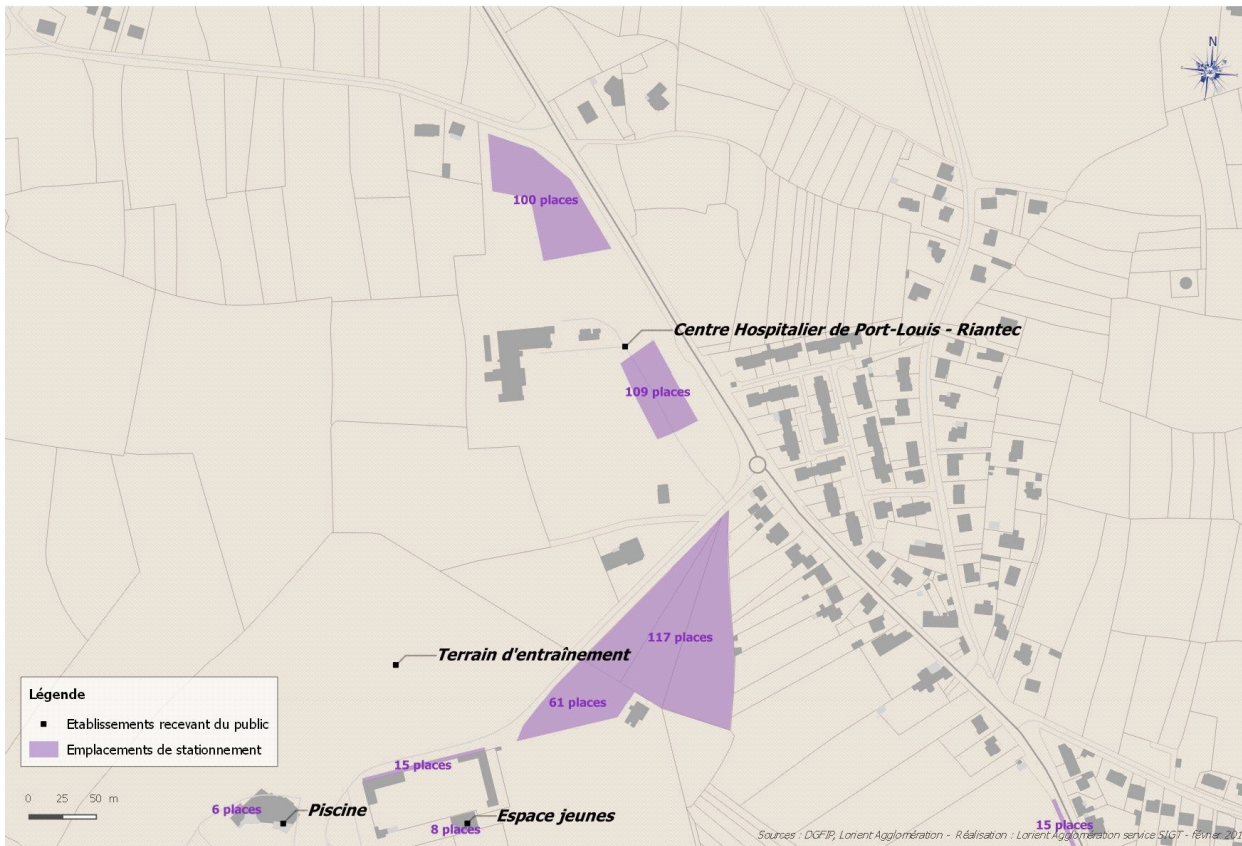 N
100 places
Centre Hospitalier de Port-Louis - Riantec
109 places
117 places
Terrain d'entraînement
61 places
Légende
Etablissements recevant du public
Emplacements de stationnement
15 places
0 25 50 m
6 places
Piscine
Espace jeunes
8 places
15 places
Sources : DGFIP, Lorient Agglomération - Réalisation : Lorient Agglomération service SIGT - février